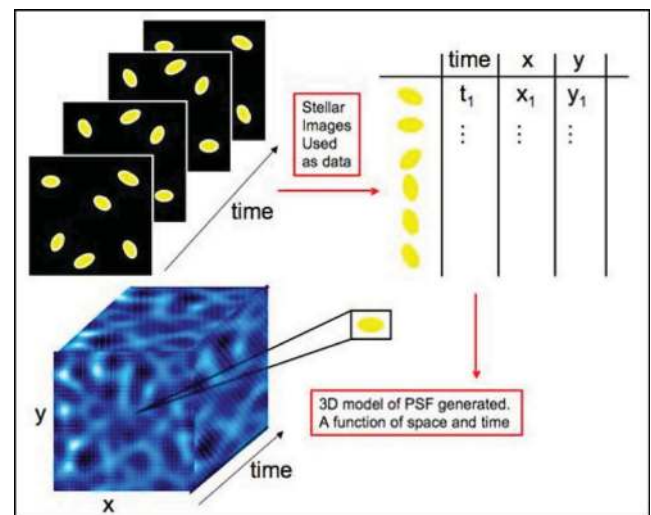 time x y
t₁ x₁ y₁
⋮ ⋮ ⋮
Stellar
Images
Used
as data
time
3D model of PSF generated.
A function of space and time
y
time
x